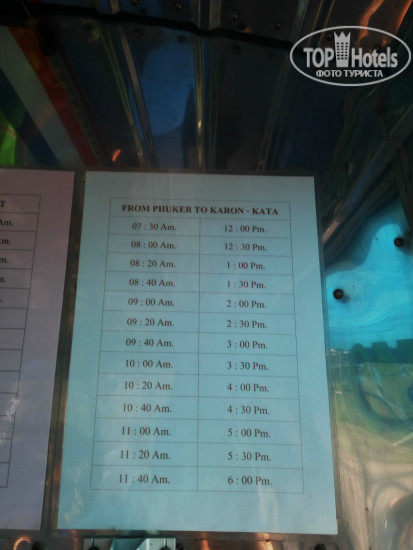 TOP Hotels
ФОТО ТУРИСТА
T
Am.
Am.
Am.
Am.
FROM PHUKER TO KARON - KATA
07 : 30 Am. 12 : 00 Pm.
08 : 00 Am. 12 : 30 Pm.
08 : 20 Am. 1 : 00 Pm.
08 : 40 Am. 1 : 30 Pm.
09 : 00 Am. 2 : 00 Pm.
09 : 20 Am. 2 : 30 Pm.
09 : 40 Am. 3 : 00 Pm.
10 : 00 Am. 3 : 30 Pm.
10 : 20 Am. 4 : 00 Pm.
10 : 40 Am. 4 : 30 Pm.
11 : 00 Am. 5 : 00 Pm.
11 : 20 Am. 5 : 30 Pm.
11 : 40 Am. 6 : 00 Pm.